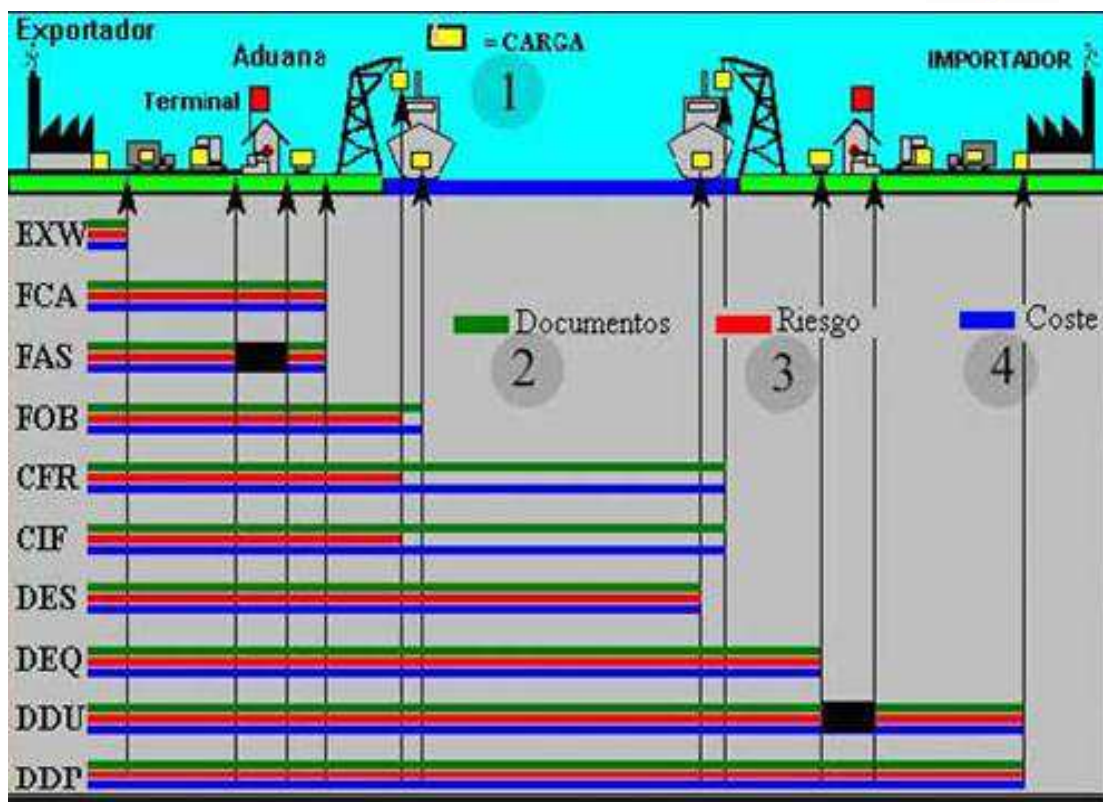 Exportador
= CARGA
Aduana
IMPORTADOR
Terminal
1
EXW
FCA
Documentos
Riesgo
Coste
FAS
2
3
4
FOB
CFR
CIF
DES
DEQ
DDU
DDP